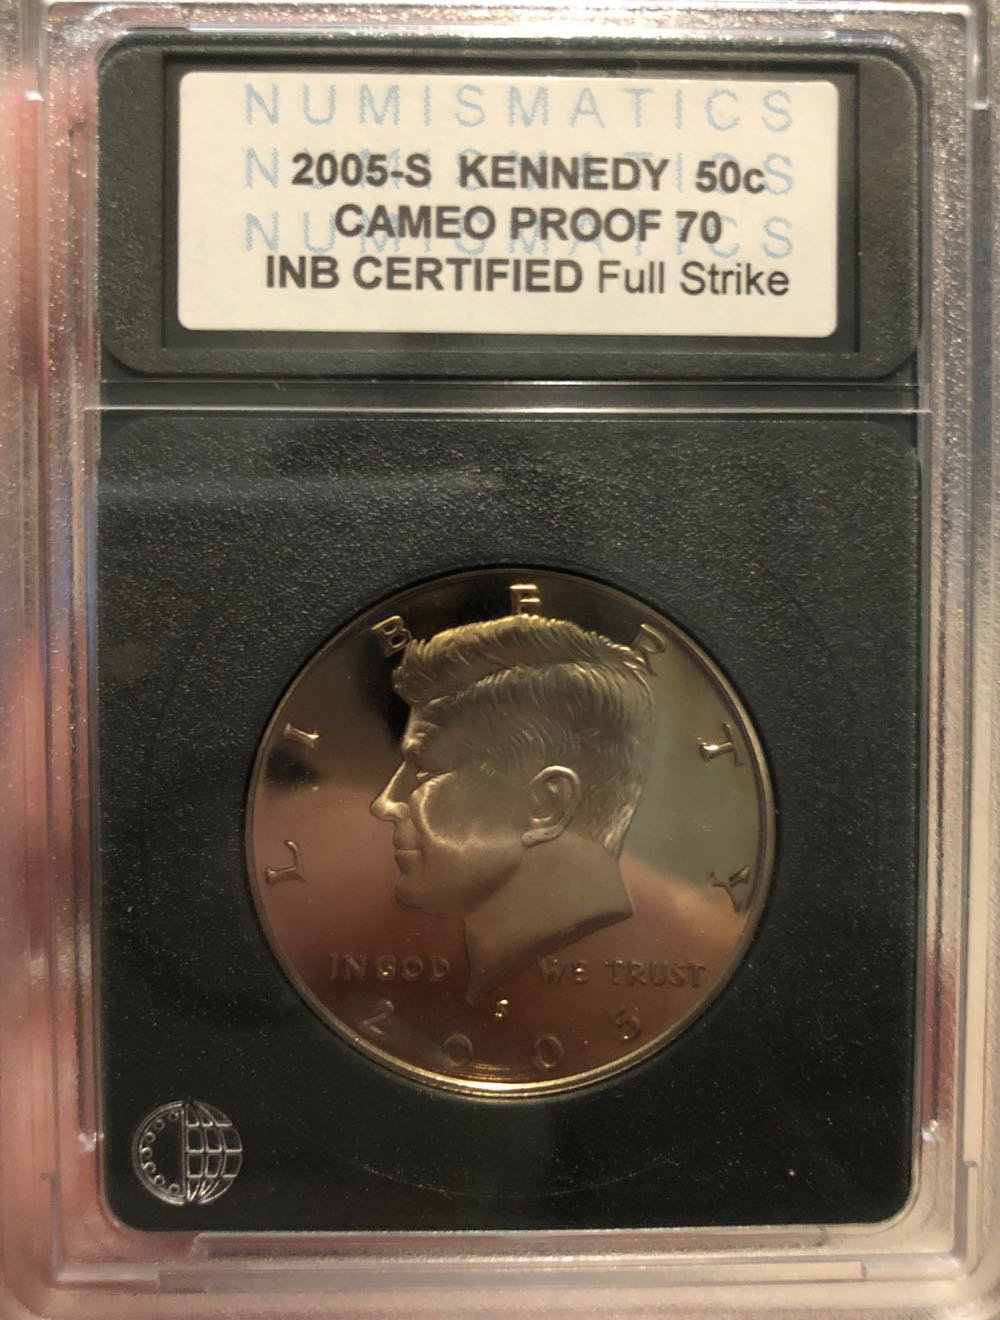 NUMISMATICS
NUMISMATICS
2005-S KENNEDY 50c
NUMISMATICS
CAMEO PROOF 70
INB CERTIFIED Full Strike
LIBERTY
IN GOD WE TRUST
S
2005